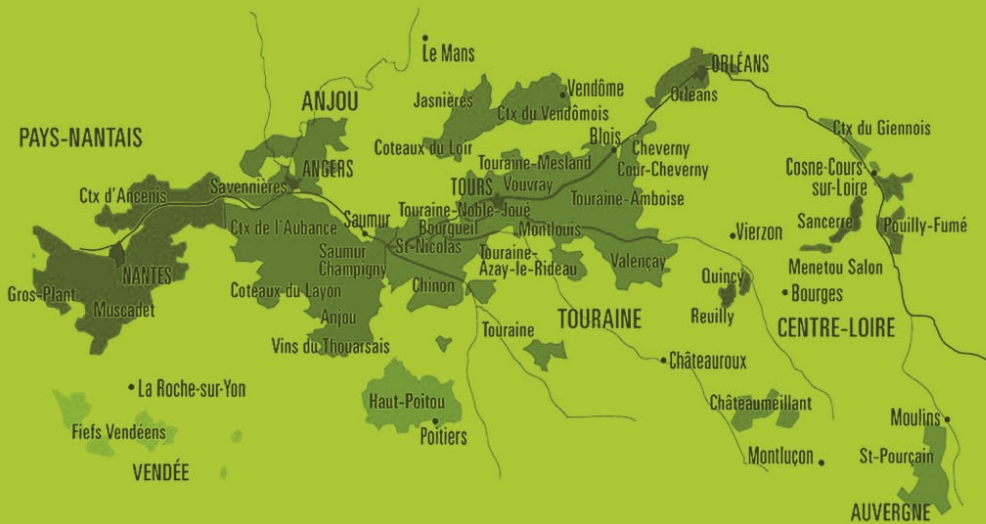 Le Mans
ORLÉANS
Orléans
Vendôme
Jasnières
Ctx du Vendômois
ANJOU
PAYS-NANTAIS
Ctx du Giennois
Blois
Coteaux du Loir
Cheverny
Cour-Cheverny
Touraine-Mesland
Cosne-Cours-
sur-Loire
ANGERS
Savennières
Ctx d'Ancenis
TOURS
Vouvray
Touraine-Amboise
Touraine-Noble-Joué
Saumur
Ctx de l'Aubance
Bourgueil
Montlouis
Sancerre
Pouilly-Fumé
Vierzon
St-Nicolas
Saumur
Champigny
Touraine-
Azay-le-Rideau
Valençay
Menetou Salon
NANTES
Quincy
Gros-Plant
Muscadet
Coteaux du Layon
Chinon
Bourges
Reuilly
Anjou
Touraine
TOURAINE
CENTRE-LOIRE
Vins du Thouarsais
Châteauroux
La Roche-sur-Yon
Haut-Poitou
Châteaumeillant
Fiefs Vendéens
Poitiers
Moulins
Montluçon
St-Pourçain
VENDÉE
AUVERGNE